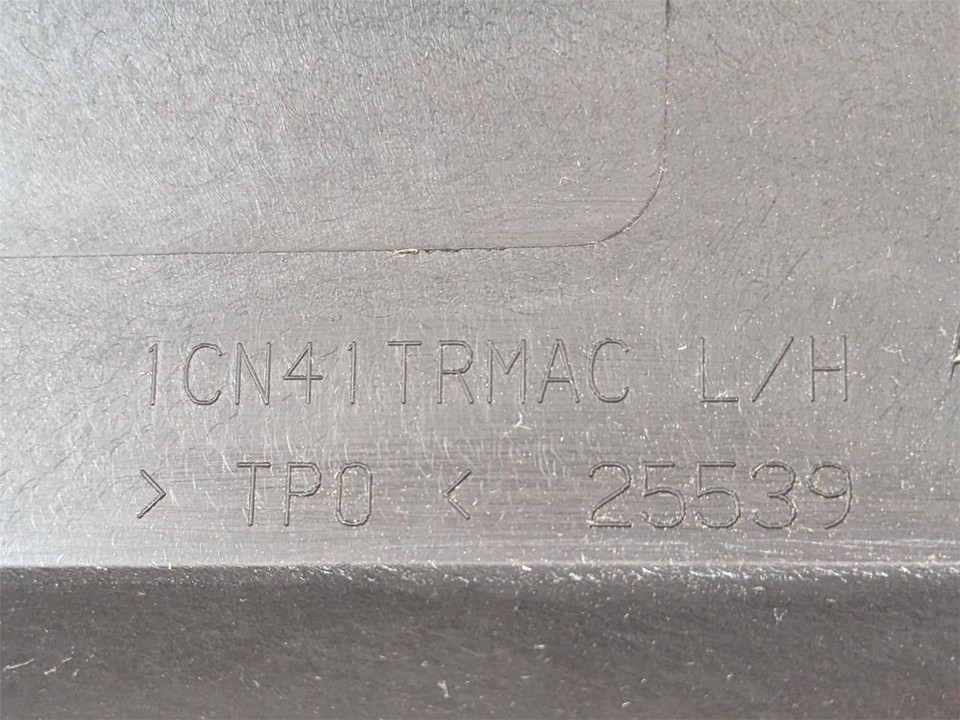 1CN41TRMAC L/H
> TPO < 25539